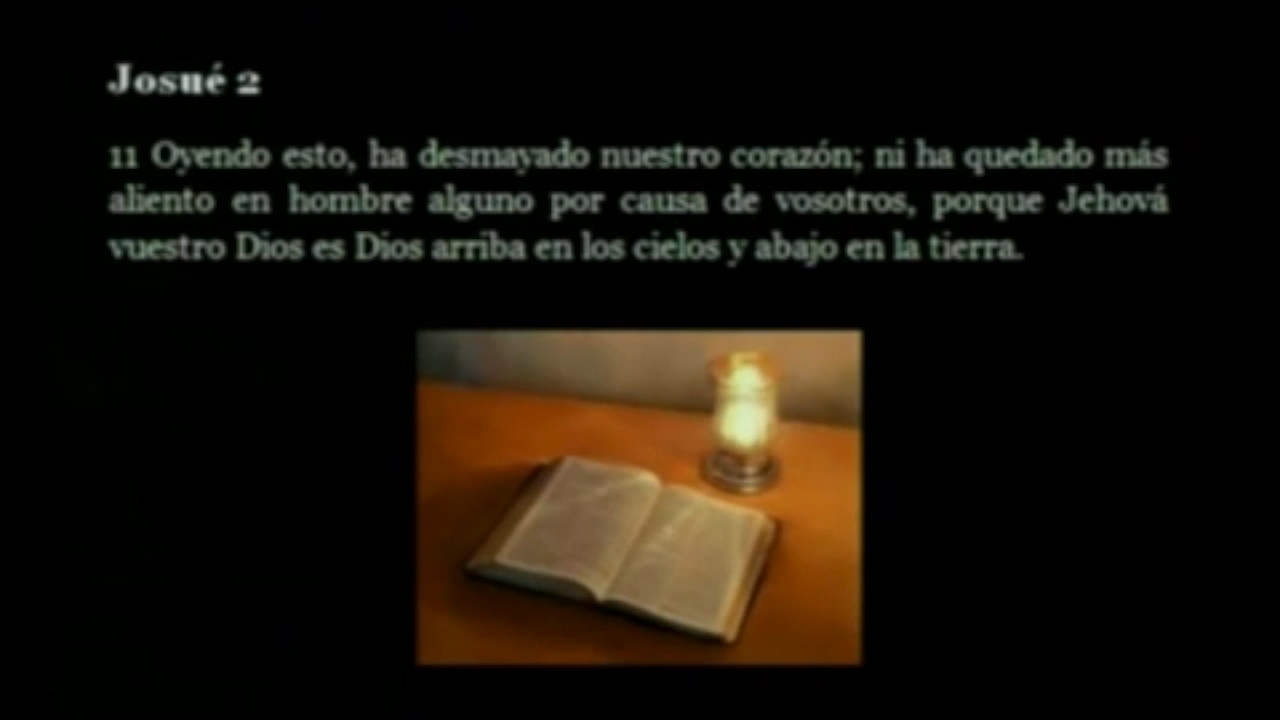 Josué 2
11 Oyendo esto, ha desmayado nuestro corazón; ni ha quedado más
aliento en hombre alguno por causa de vosotros, porque Jehová
vuestro Dios es Dios arriba en los cielos y abajo en la tierra.